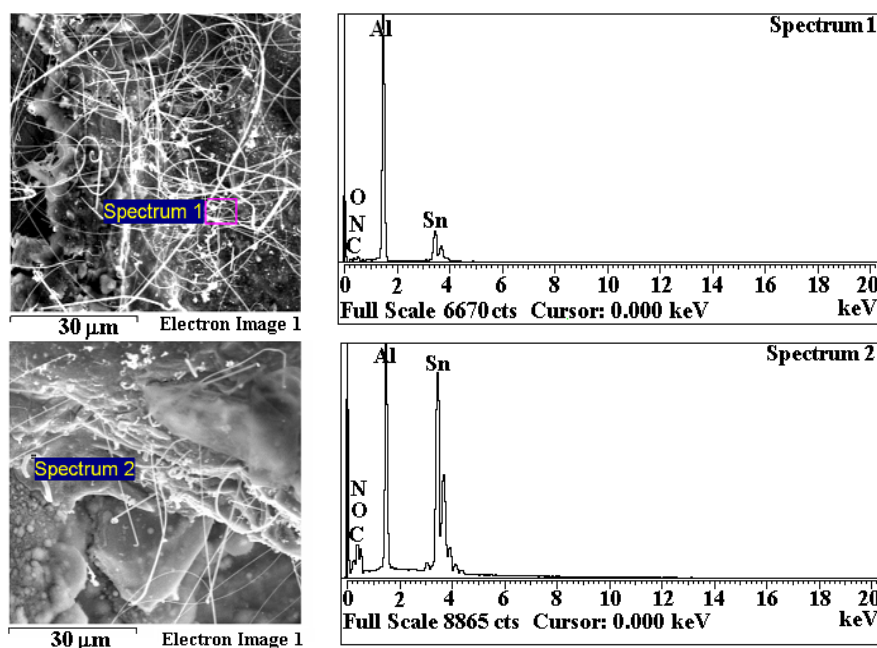 Spectrum 1
30 μm
Electron Image 1
Al
Spectrum 1
O
N
C
Sn
0 2 4 6 8 10 12 14 16 18 20
Full Scale 6670 cts Cursor: 0.000 keV
keV
Spectrum 2
30 μm
Electron Image 1
Al
Sn
Spectrum 2
N
O
C
0 2 4 6 8 10 12 14 16 18 20
Full Scale 8865 cts Cursor: 0.000 keV
keV